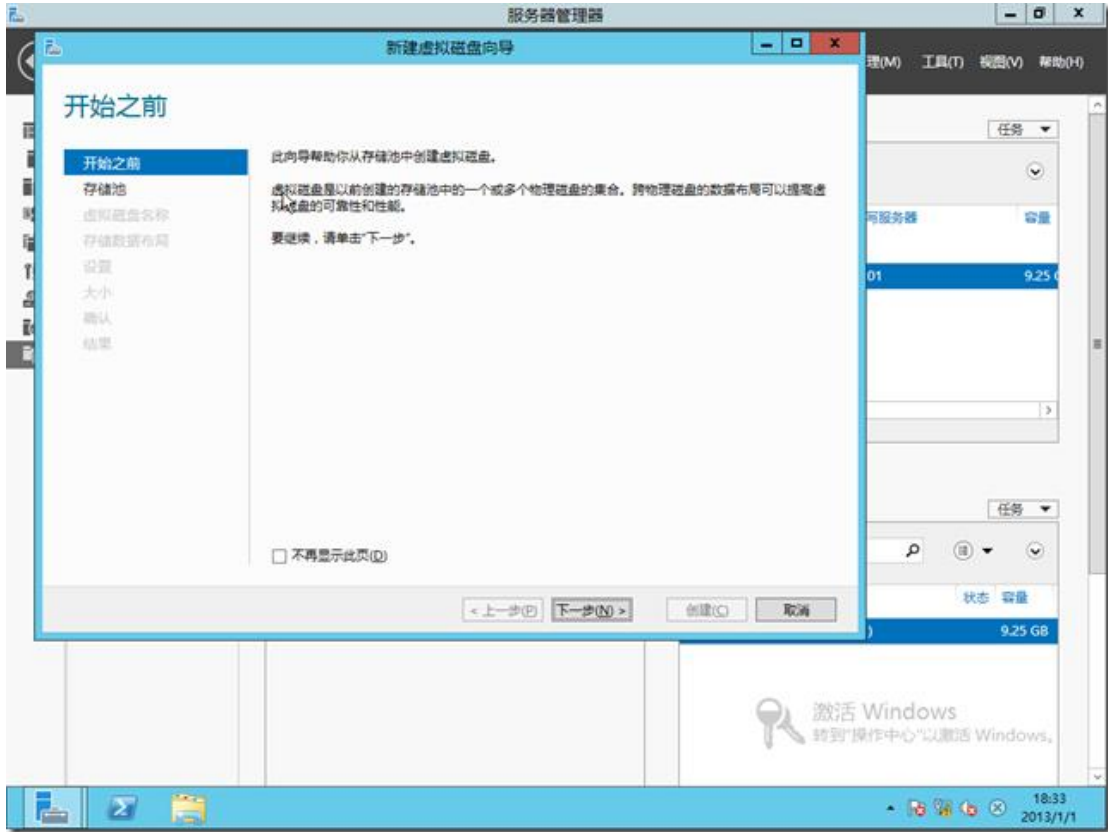 服务器管理器
新建虚拟磁盘向导
理(M) 工具(T) 视图(V) 帮助(H)
开始之前
任务
开始之前
存储池
虚拟磁盘名称
存储数据布局
设置
大小
确认
结果
此向导帮助你从存储池中创建虚拟磁盘。
虚拟磁盘是以前创建的存储池中的一个或多个物理磁盘的集合。跨物理磁盘的数据布局可以提高虚
拟磁盘的可靠性和性能。
要继续，请单击“下一步”。
写服务器 容量
01 9.25
任务
不再显示此页(D)
状态 容量
< 上一步(P) 下一步(N) > 创建(C) 取消
) 9.25 GB
激活 Windows
转到"操作中心"以激活 Windows。
18:33
2013/1/1